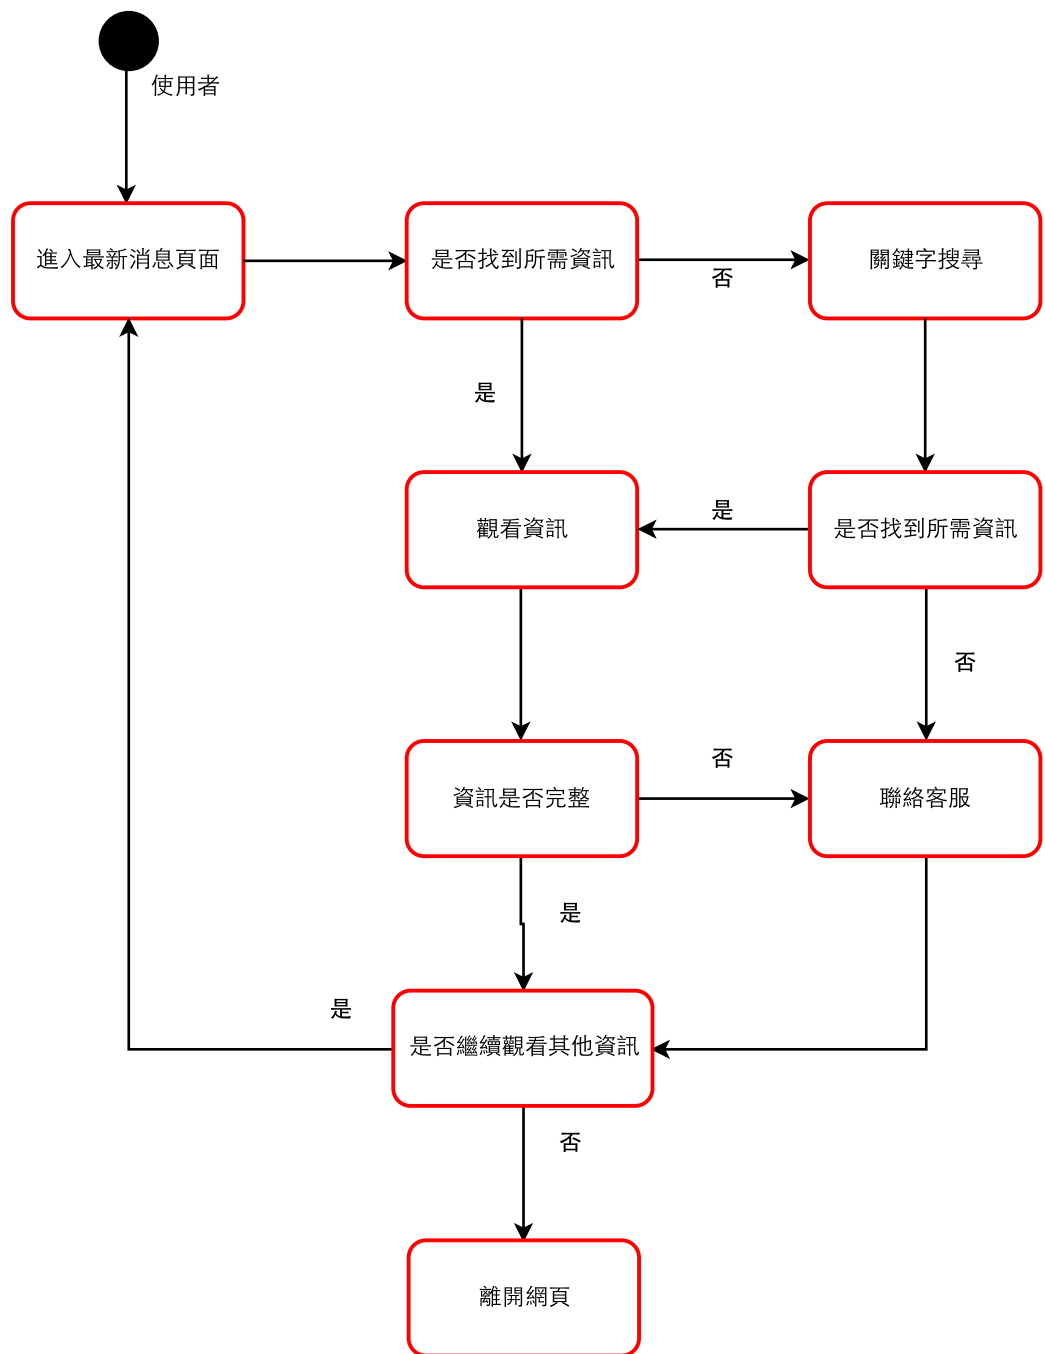 使用者
進入最新消息頁面
是否找到所需資訊
否
關鍵字搜尋
是
觀看資訊
是
是否找到所需資訊
否
資訊是否完整
否
聯絡客服
是
是
是否繼續觀看其他資訊
否
離開網頁